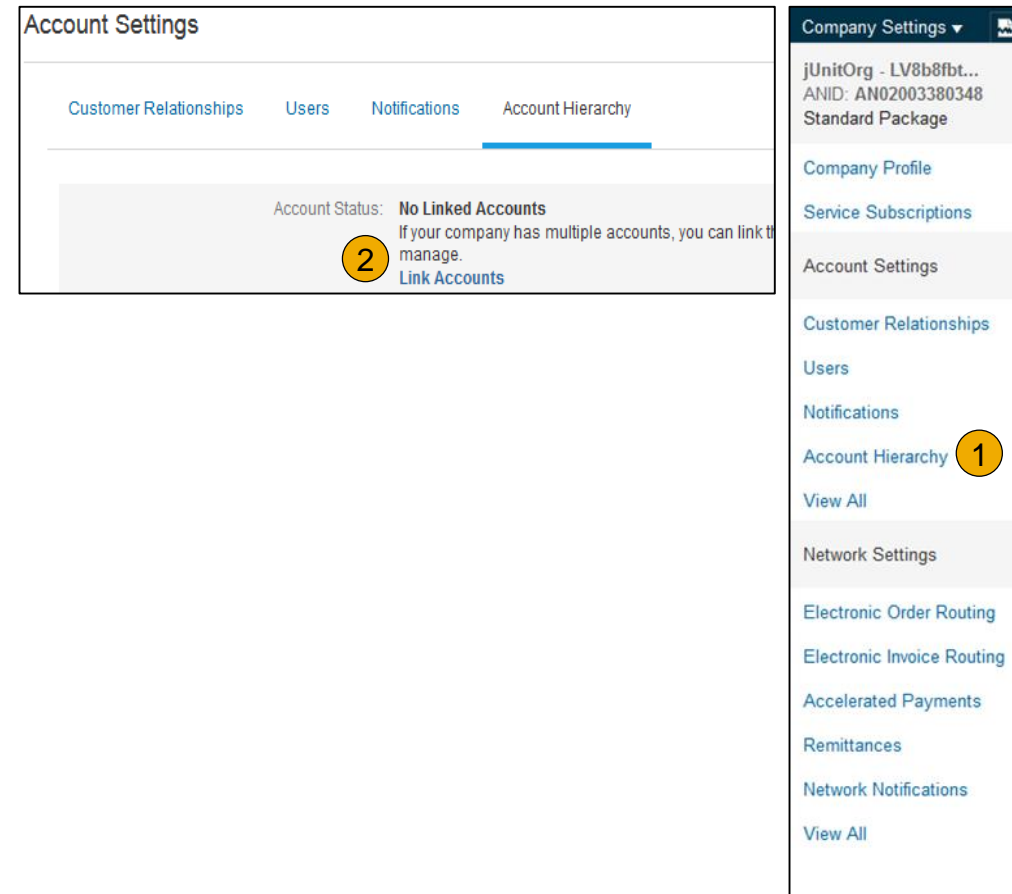 Account Settings
Customer Relationships Users Notifications Account Hierarchy
Account Status: No Linked Accounts
If your company has multiple accounts, you can link
2 manage.
Link Accounts
Company Settings ▾
jUnitOrg - LV8b8fbt...
ANID: AN02003380348
Standard Package
Company Profile
Service Subscriptions
Account Settings
Customer Relationships
Users
Notifications
Account Hierarchy 1
View All
Network Settings
Electronic Order Routing
Electronic Invoice Routing
Accelerated Payments
Remittances
Network Notifications
View All